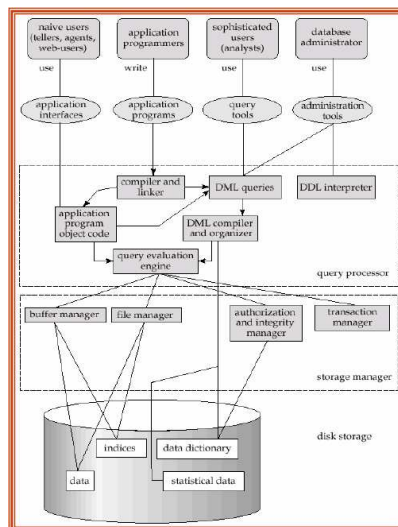 naive users
(tellers, agents,
web-users)
application
programmers
sophisticated
users
(analysts)
database
administrator
use
write
use
use
application
interfaces
application
programs
query
tools
administration
tools
compiler and
linker
DML queries
DDL interpreter
application
program
object code
DML compiler
and organizer
query evaluation
engine
query processor
buffer manager
file manager
authorization
and integrity
manager
transaction
manager
storage manager
disk storage
indices
data dictionary
data
statistical data